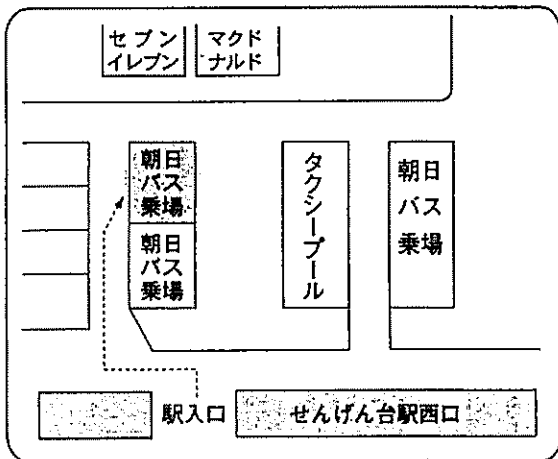 セブン
イレブン
マクド
ナルド
朝日
バス
乗場
朝日
バス
乗場
タクシープール
朝日
バス
乗場
駅入口
せんげん台駅西口